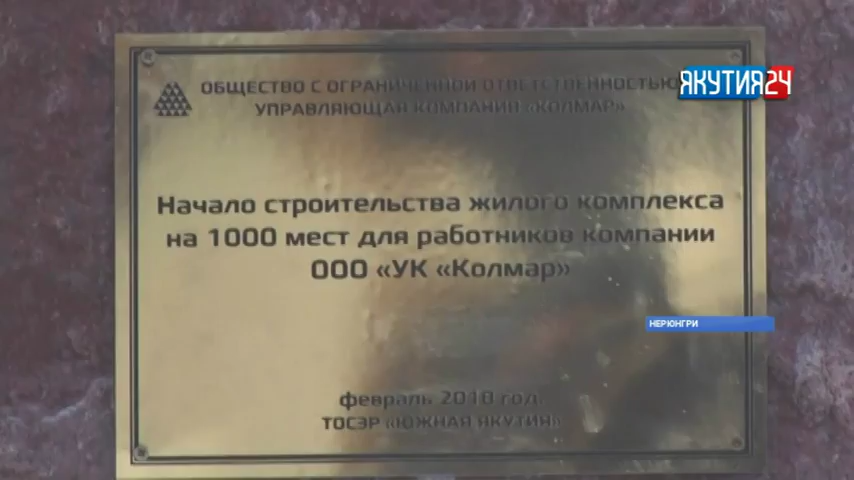 ОБЩЕСТВО С ОГРАНИЧЕННОЙ ОТВЕТСТВЕННОСТЬЮ
УПРАВЛЯЮЩАЯ КОМПАНИЯ «КОЛМАР»
ЯКУТИЯ24
Начало строительства жилого комплекса
на 1000 мест для работников компании
ООО «УК «Колмар»
НЕРЮНГРИ
февраль 2018 год.
ТОСЭР «ЮЖНАЯ ЯКУТИЯ»